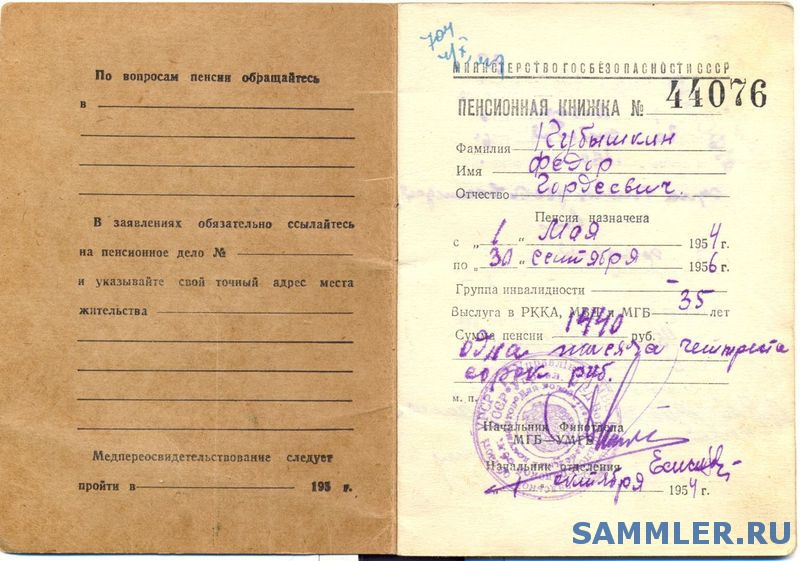 По вопросам пенсии обращайтесь
в
В заявлениях обязательно ссылайтесь
на пенсионное дело №
и указывайте свой точный адрес места
жительства
Медпереосвидетельствование следует
пройти в 195 г.
704
МИНИСТЕРСТВО ГОСБЕЗОПАСНОСТИ СССР
44076
ПЕНСИОННАЯ КНИЖКА №
Фамилия Кубышкин
Имя Федор
Отчество Гордеевич.
Пенсия назначена
с „ 1 “ Мая 1954 г.
по „ 30 “ сентября 1956 г.
Группа инвалидности –
Выслуга в РККА, МВД и МГБ 35 лет
Сумма пенсии 1440 руб.
одна тысяча четыреста
сорок руб.
м. п.
Начальник Финотдела
МГБ-УМГБ
Начальник отделения
1 сентября 1954 г.
SAMMLER.RU